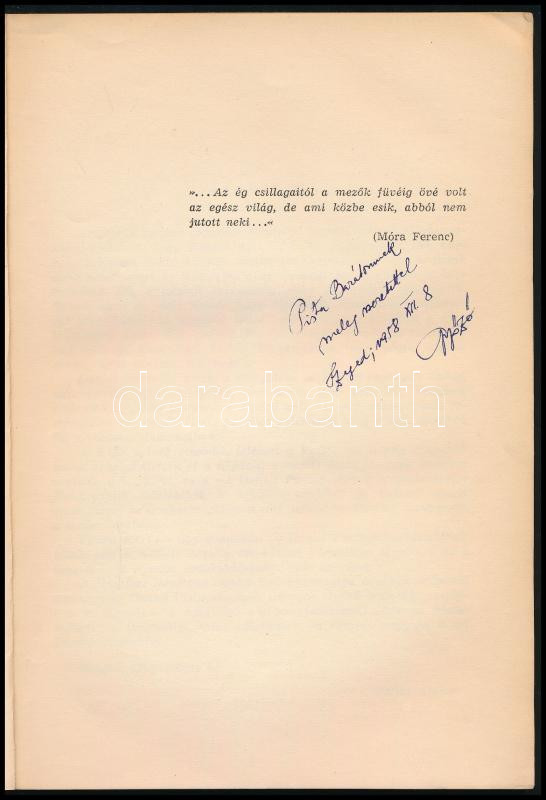 »...Az ég csillagaitól a mezők füvéig övé volt
az egész világ, de ami közbe esik, abból nem
jutott neki...«
(Móra Ferenc)
Pista Barátomnak
meleg szeretettel
Szeged, 1958 XII. 8
darabanth